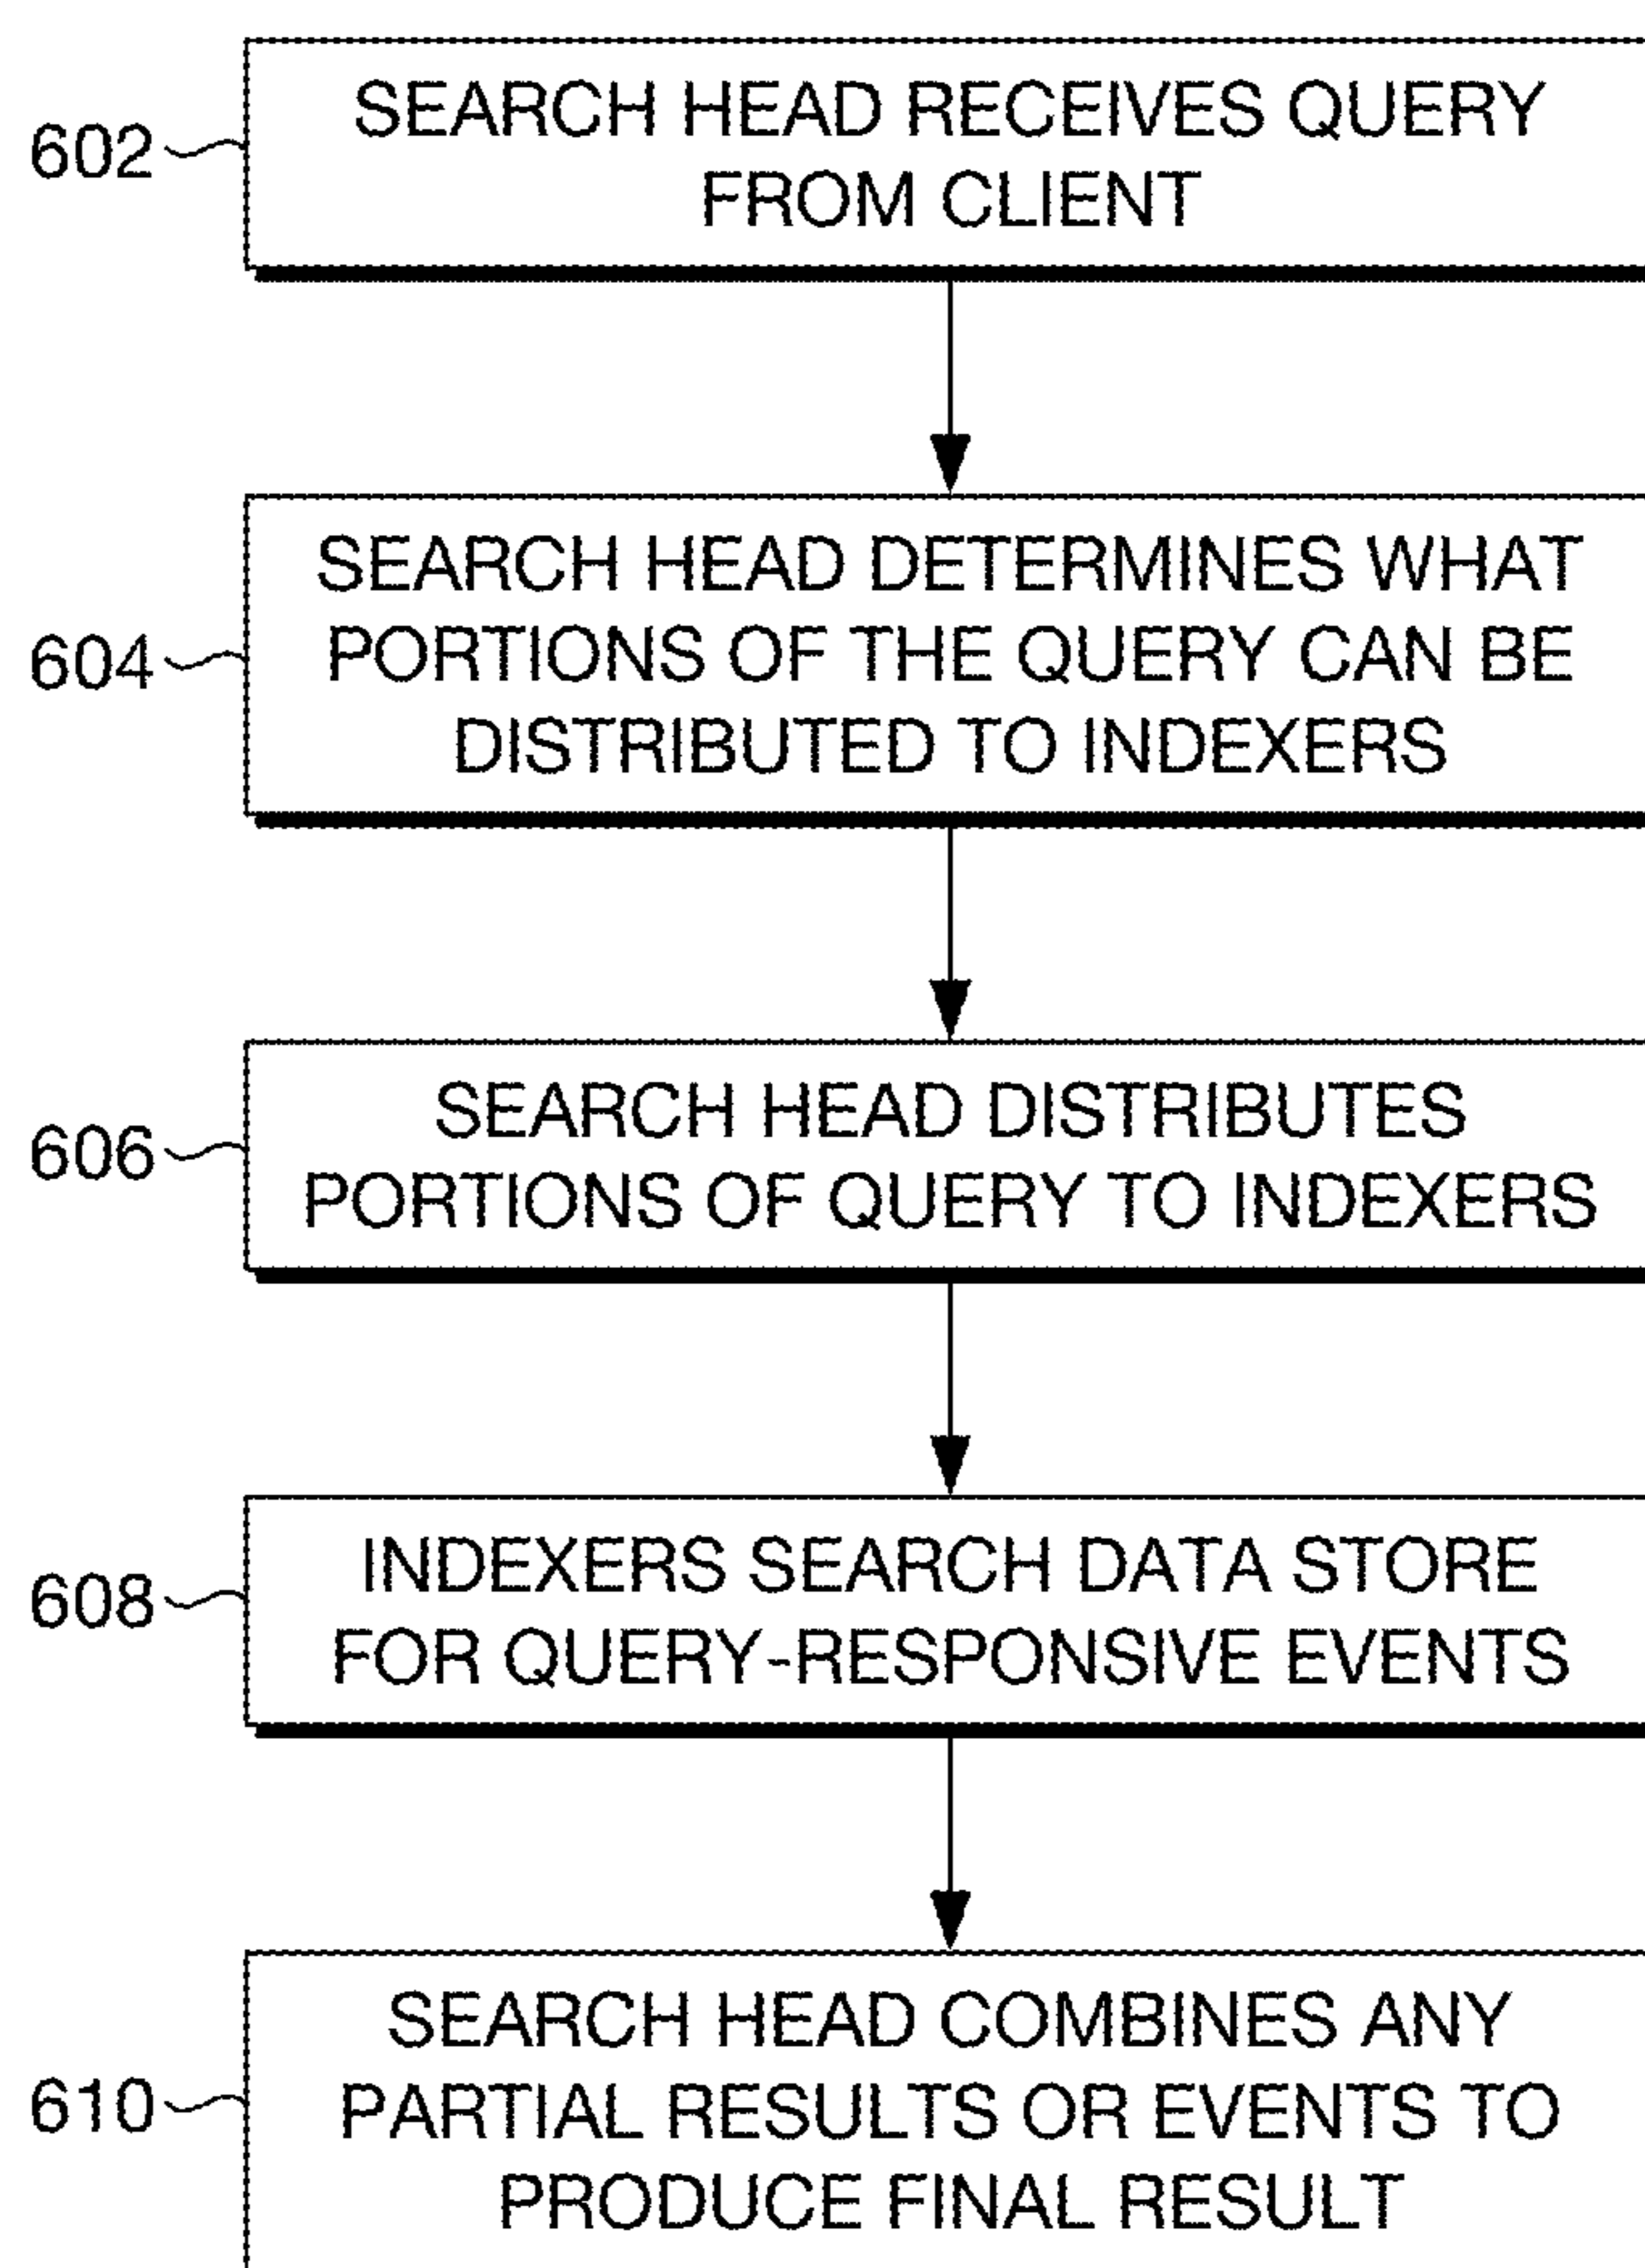 602
SEARCH HEAD RECEIVES QUERY
FROM CLIENT
604
SEARCH HEAD DETERMINES WHAT
PORTIONS OF THE QUERY CAN BE
DISTRIBUTED TO INDEXERS
606
SEARCH HEAD DISTRIBUTES
PORTIONS OF QUERY TO INDEXERS
608
INDEXERS SEARCH DATA STORE
FOR QUERY-RESPONSIVE EVENTS
610
SEARCH HEAD COMBINES ANY
PARTIAL RESULTS OR EVENTS TO
PRODUCE FINAL RESULT